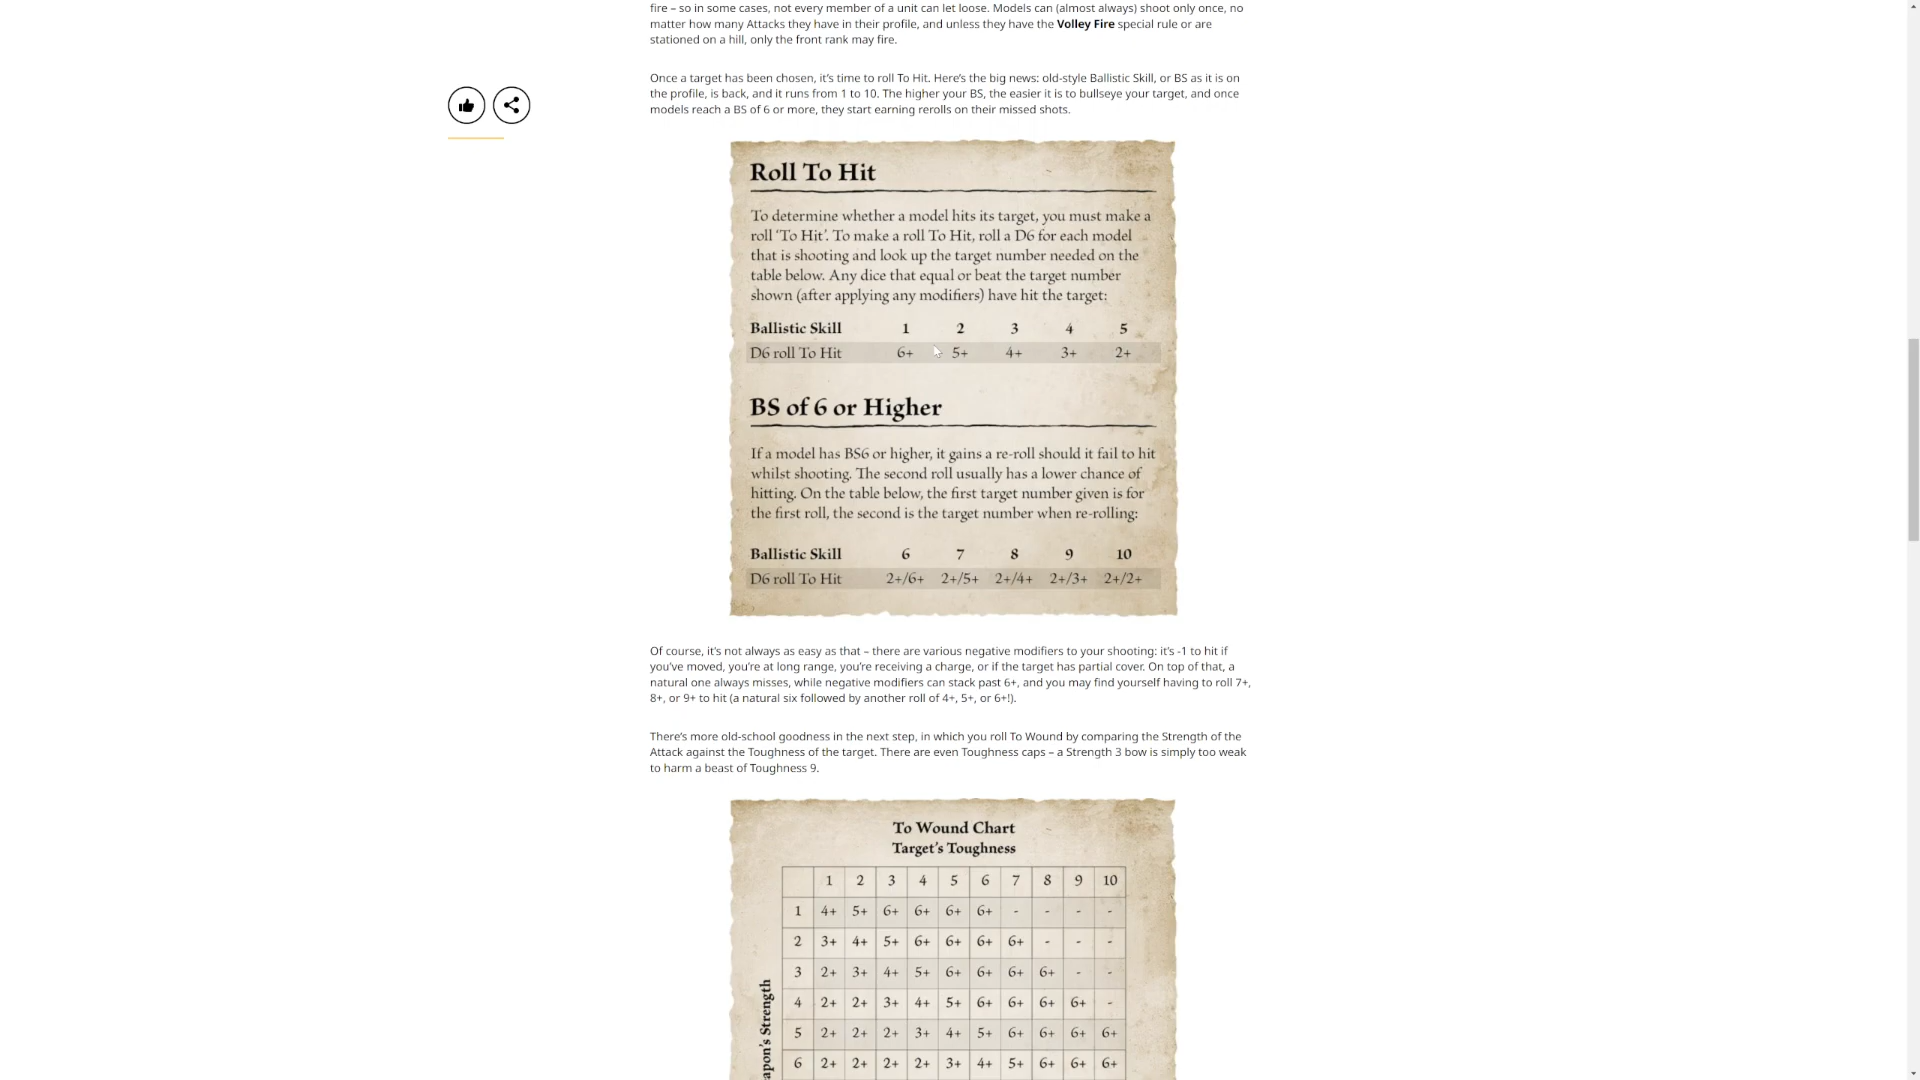 fire – so in some cases, not every member of a unit can let loose. Models can (almost always) shoot only once, no
matter how many Attacks they have in their profile, and unless they have the Volley Fire special rule or are
stationed on a hill, only the front rank may fire.
Once a target has been chosen, it's time to roll To Hit. Here's the big news: old-style Ballistic Skill, or BS as it is on
the profile, is back, and it runs from 1 to 10. The higher your BS, the easier it is to bullseye your target, and once
models reach a BS of 6 or more, they start earning rerolls on their missed shots.
Roll To Hit
To determine whether a model hits its target, you must make a
roll 'To Hit'. To make a roll To Hit, roll a D6 for each model
that is shooting and look up the target number needed on the
table below. Any dice that equal or beat the target number
shown (after applying any modifiers) have hit the target:
Ballistic Skill 1 2 3 4 5
D6 roll To Hit 6+ 5+ 4+ 3+ 2+
BS of 6 or Higher
If a model has BS6 or higher, it gains a re-roll should it fail to hit
whilst shooting. The second roll usually has a lower chance of
hitting. On the table below, the first target number given is for
the first roll, the second is the target number when re-rolling:
Ballistic Skill 6 7 8 9 10
D6 roll To Hit 2+/6+ 2+/5+ 2+/4+ 2+/3+ 2+/2+
Of course, it's not always as easy as that – there are various negative modifiers to your shooting: it's -1 to hit if
you've moved, you're at long range, you're receiving a charge, or if the target has partial cover. On top of that, a
natural one always misses, while negative modifiers can stack past 6+, and you may find yourself having to roll 7+,
8+, or 9+ to hit (a natural six followed by another roll of 4+, 5+, or 6+!).
There's more old-school goodness in the next step, in which you roll To Wound by comparing the Strength of the
Attack against the Toughness of the target. There are even Toughness caps – a Strength 3 bow is simply too weak
to harm a beast of Toughness 9.
To Wound Chart
Target's Toughness
1 2 3 4 5 6 7 8 9 10
1 4+ 5+ 6+ 6+ 6+ 6+ - - - -
2 3+ 4+ 5+ 6+ 6+ 6+ 6+ - - -
3 2+ 3+ 4+ 5+ 6+ 6+ 6+ 6+ - -
4 2+ 2+ 3+ 4+ 5+ 6+ 6+ 6+ 6+ -
5 2+ 2+ 2+ 3+ 4+ 5+ 6+ 6+ 6+ 6+
6 2+ 2+ 2+ 2+ 3+ 4+ 5+ 6+ 6+ 6+
apon's Strength